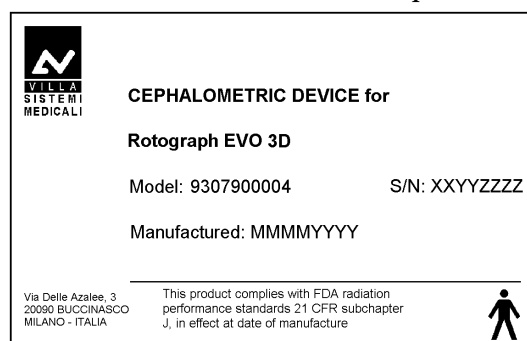 VILLA
SISTEMI
MEDICALI
CEPHALOMETRIC DEVICE for
Rotograph EVO 3D
Model: 9307900004 S/N: XXYYZZZZ
Manufactured: MMMMYYYY
Via Delle Azalee, 3
20090 BUCCINASCO
MILANO - ITALIA
This product complies with FDA radiation
performance standards 21 CFR subchapter
J, in effect at date of manufacture